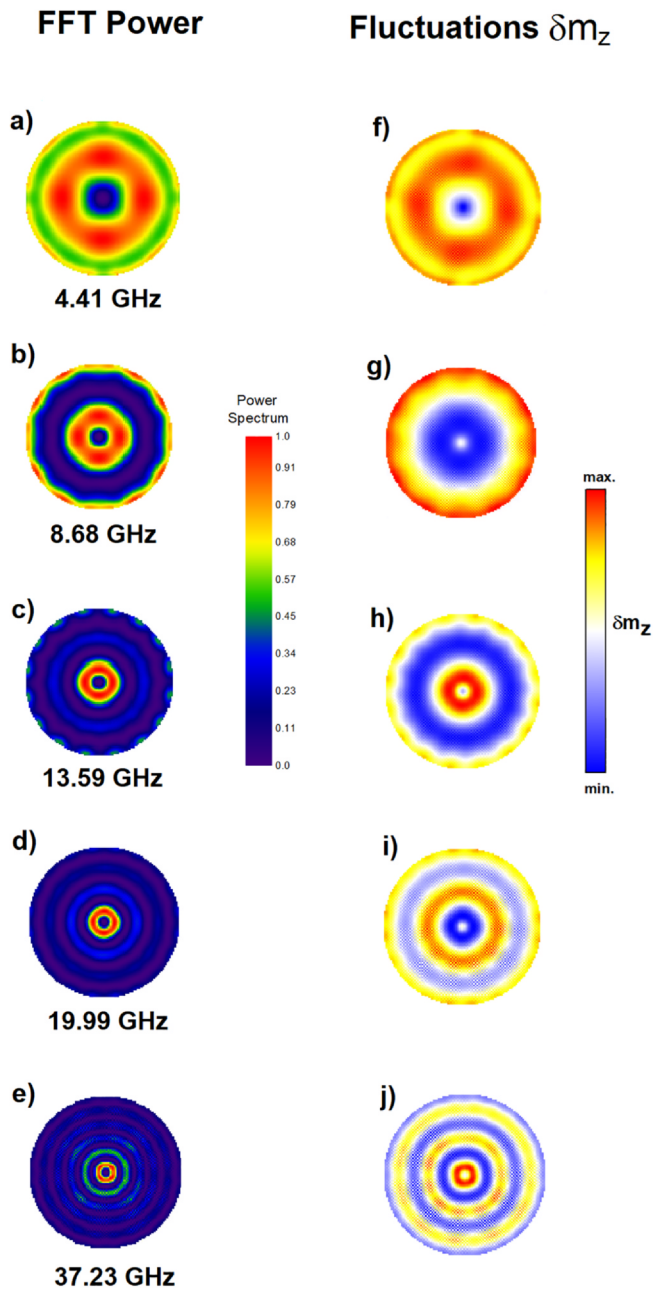 FFT Power
Fluctuations δmz
a)
f)
4.41 GHz
b)
g)
Power
Spectrum
1.0
0.91
0.79
0.68
0.57
0.45
0.34
0.23
0.11
0.0
8.68 GHz
max.
δmz
min.
c)
h)
13.59 GHz
d)
i)
19.99 GHz
e)
j)
37.23 GHz